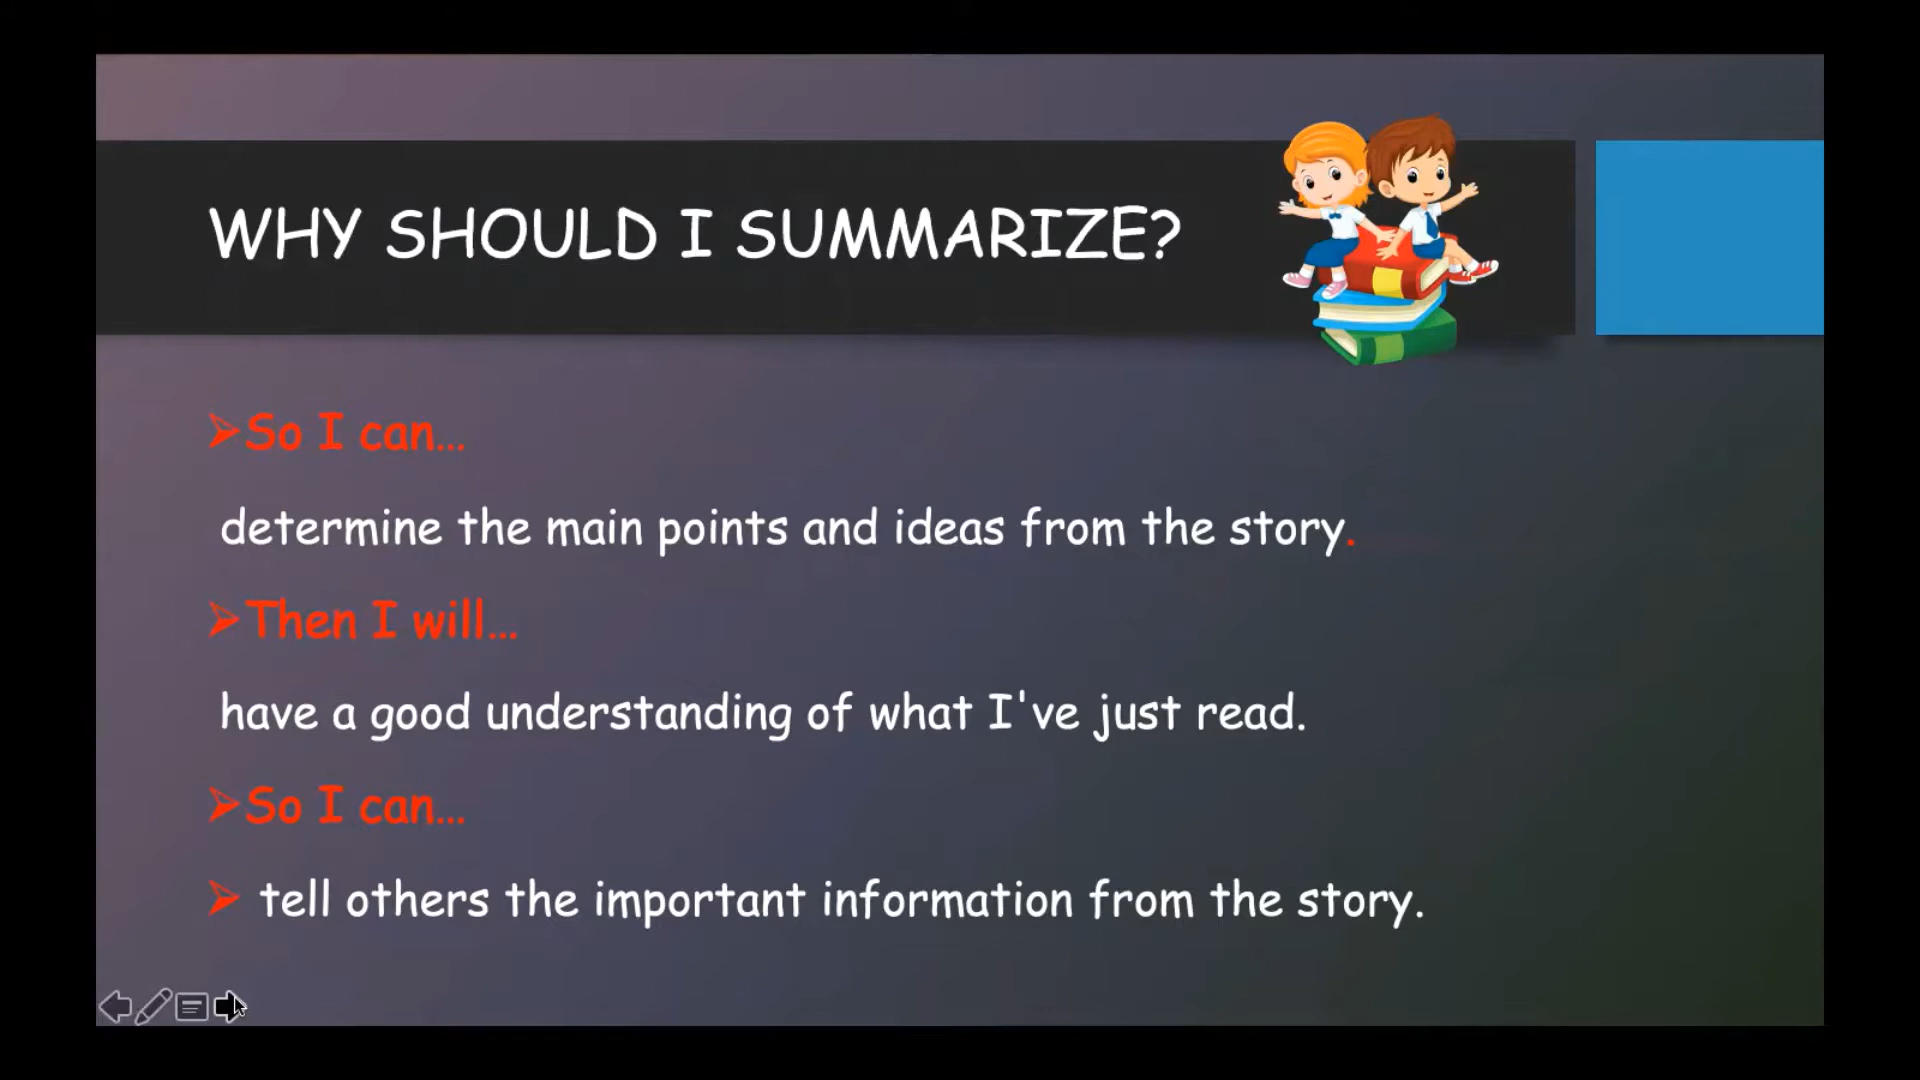 WHY SHOULD I SUMMARIZE?
➢So I can...
determine the main points and ideas from the story.
➢Then I will...
have a good understanding of what I've just read.
➢So I can...
➢ tell others the important information from the story.